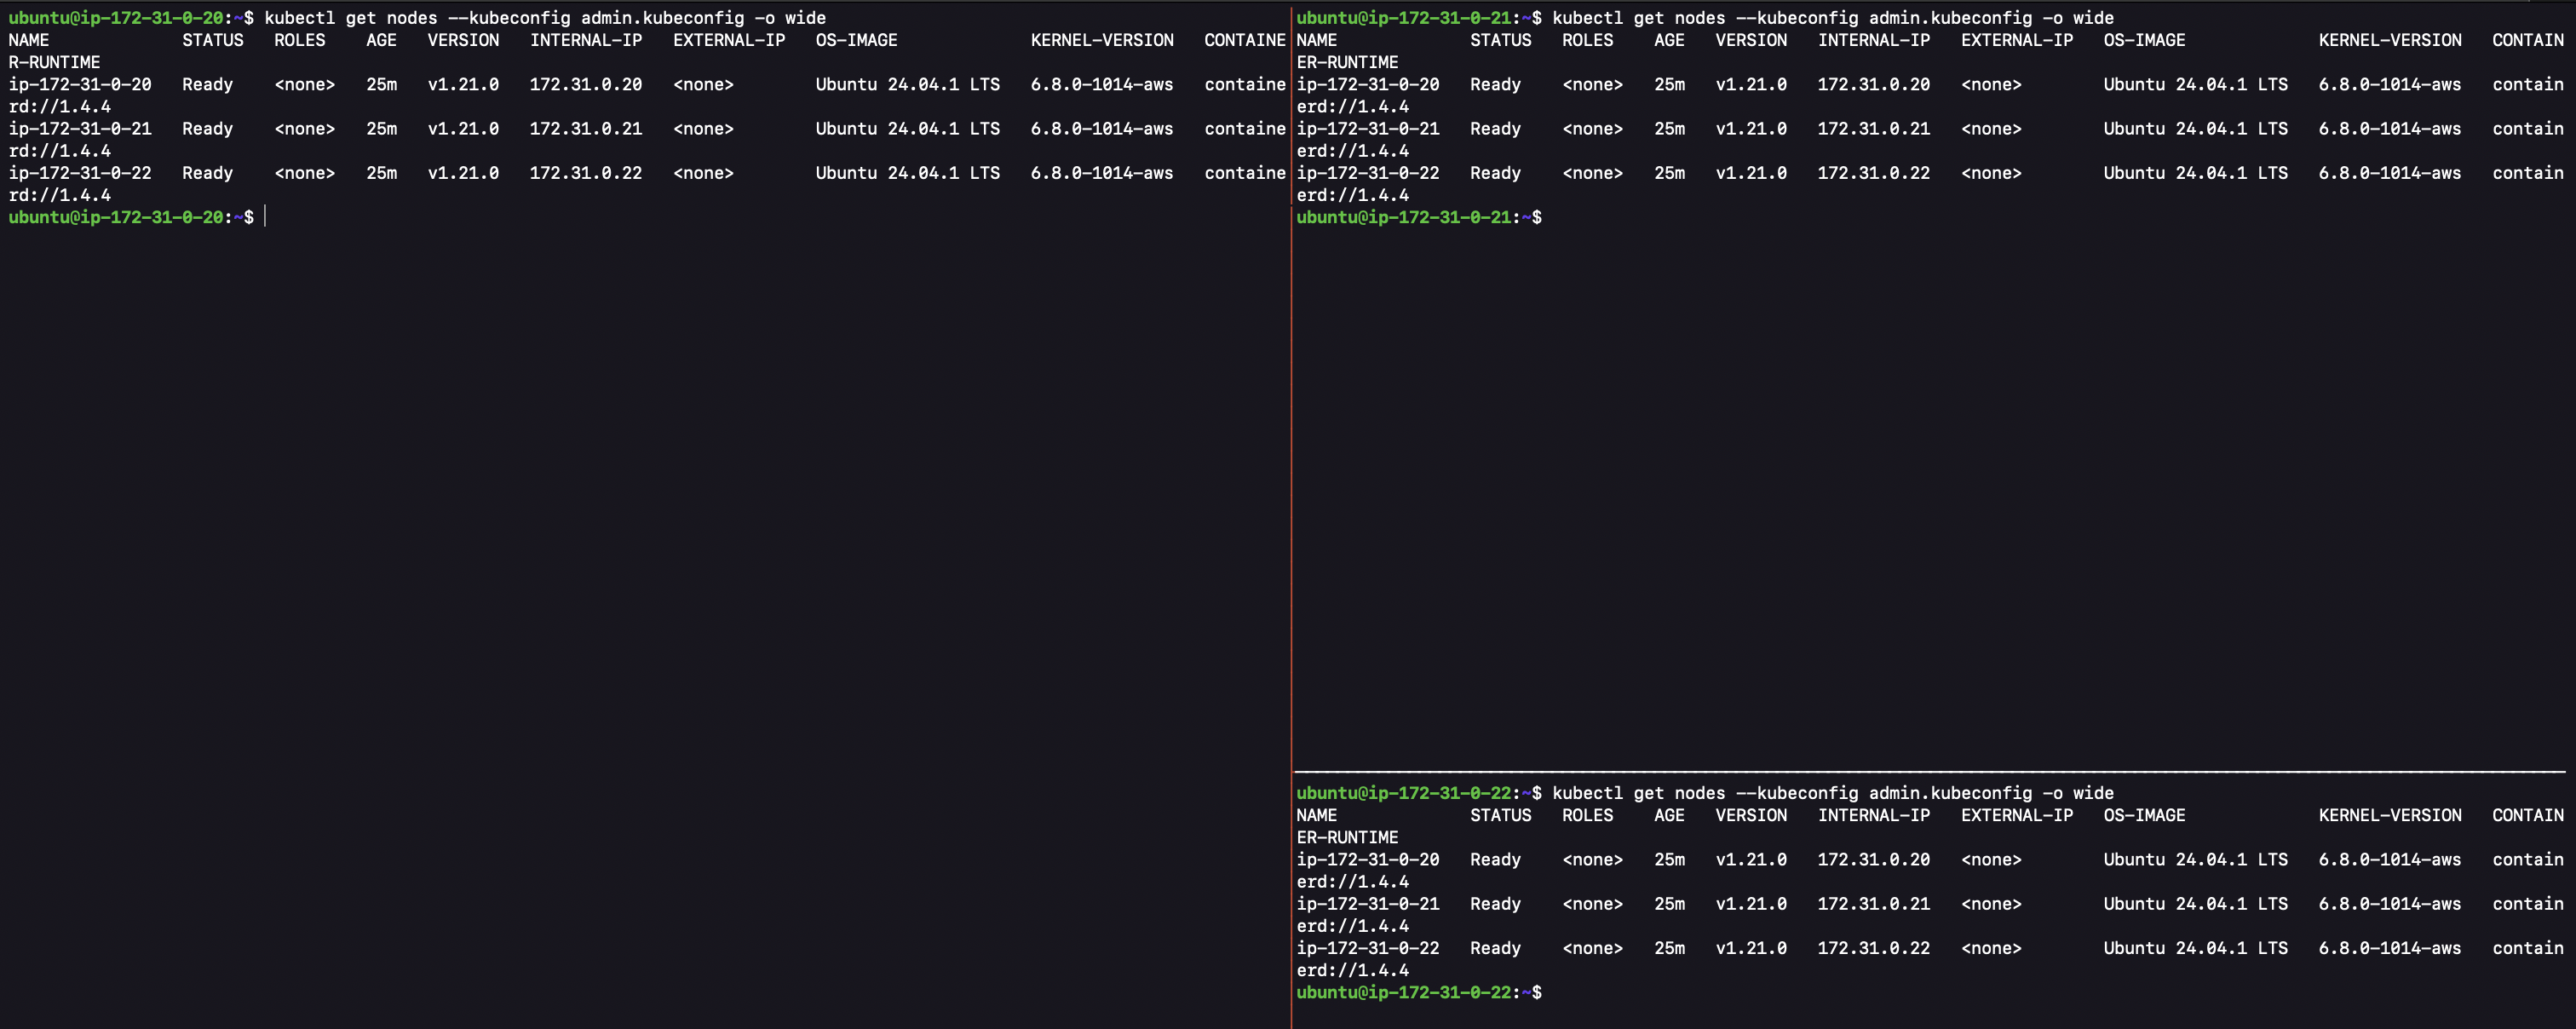 ubuntu@ip-172-31-0-20:~$ kubectl get nodes --kubeconfig admin.kubeconfig -o wide
NAME STATUS ROLES AGE VERSION INTERNAL-IP EXTERNAL-IP OS-IMAGE KERNEL-VERSION CONTAINE
R-RUNTIME
ip-172-31-0-20 Ready <none> 25m v1.21.0 172.31.0.20 <none> Ubuntu 24.04.1 LTS 6.8.0-1014-aws containe
rd://1.4.4
ip-172-31-0-21 Ready <none> 25m v1.21.0 172.31.0.21 <none> Ubuntu 24.04.1 LTS 6.8.0-1014-aws containe
rd://1.4.4
ip-172-31-0-22 Ready <none> 25m v1.21.0 172.31.0.22 <none> Ubuntu 24.04.1 LTS 6.8.0-1014-aws containe
rd://1.4.4
ubuntu@ip-172-31-0-20:~$
ubuntu@ip-172-31-0-21:~$ kubectl get nodes --kubeconfig admin.kubeconfig -o wide
NAME STATUS ROLES AGE VERSION INTERNAL-IP EXTERNAL-IP OS-IMAGE KERNEL-VERSION CONTAIN
ER-RUNTIME
ip-172-31-0-20 Ready <none> 25m v1.21.0 172.31.0.20 <none> Ubuntu 24.04.1 LTS 6.8.0-1014-aws contain
erd://1.4.4
ip-172-31-0-21 Ready <none> 25m v1.21.0 172.31.0.21 <none> Ubuntu 24.04.1 LTS 6.8.0-1014-aws contain
erd://1.4.4
ip-172-31-0-22 Ready <none> 25m v1.21.0 172.31.0.22 <none> Ubuntu 24.04.1 LTS 6.8.0-1014-aws contain
erd://1.4.4
ubuntu@ip-172-31-0-21:~$
ubuntu@ip-172-31-0-22:~$ kubectl get nodes --kubeconfig admin.kubeconfig -o wide
NAME STATUS ROLES AGE VERSION INTERNAL-IP EXTERNAL-IP OS-IMAGE KERNEL-VERSION CONTAIN
ER-RUNTIME
ip-172-31-0-20 Ready <none> 25m v1.21.0 172.31.0.20 <none> Ubuntu 24.04.1 LTS 6.8.0-1014-aws contain
erd://1.4.4
ip-172-31-0-21 Ready <none> 25m v1.21.0 172.31.0.21 <none> Ubuntu 24.04.1 LTS 6.8.0-1014-aws contain
erd://1.4.4
ip-172-31-0-22 Ready <none> 25m v1.21.0 172.31.0.22 <none> Ubuntu 24.04.1 LTS 6.8.0-1014-aws contain
erd://1.4.4
ubuntu@ip-172-31-0-22:~$